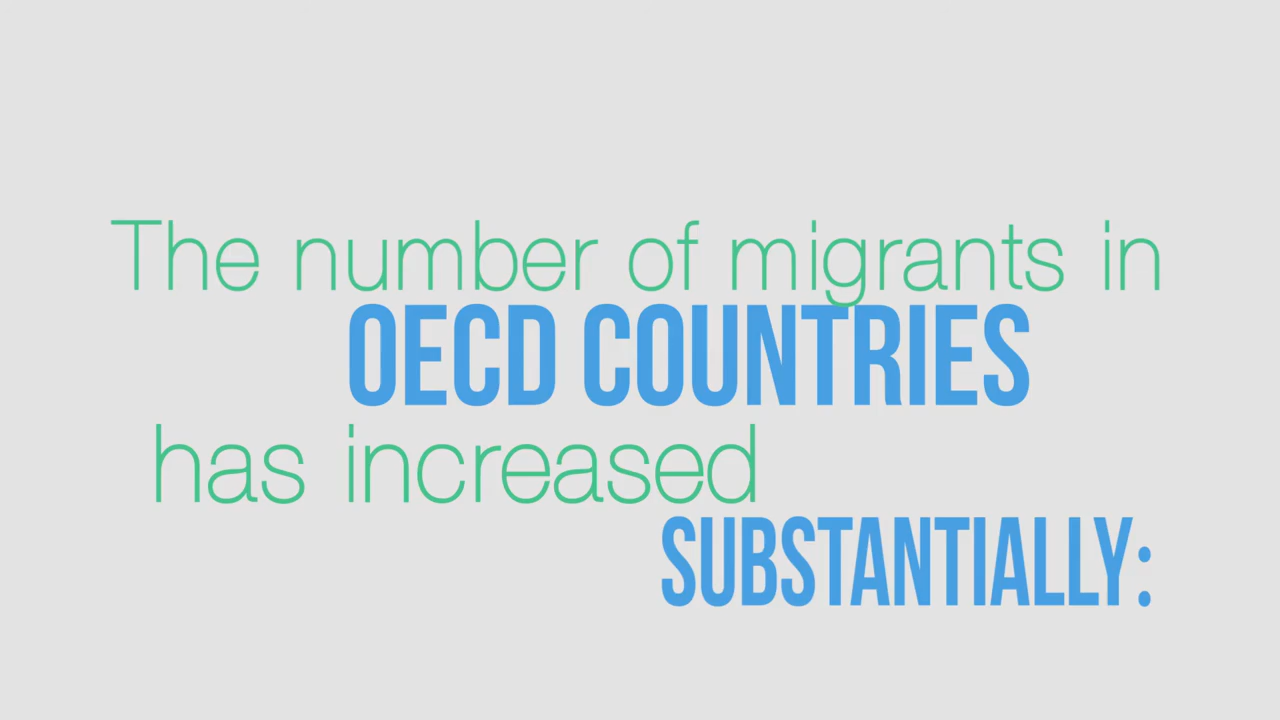 The number of migrants in
OECD COUNTRIES
has increased
SUBSTANTIALLY: